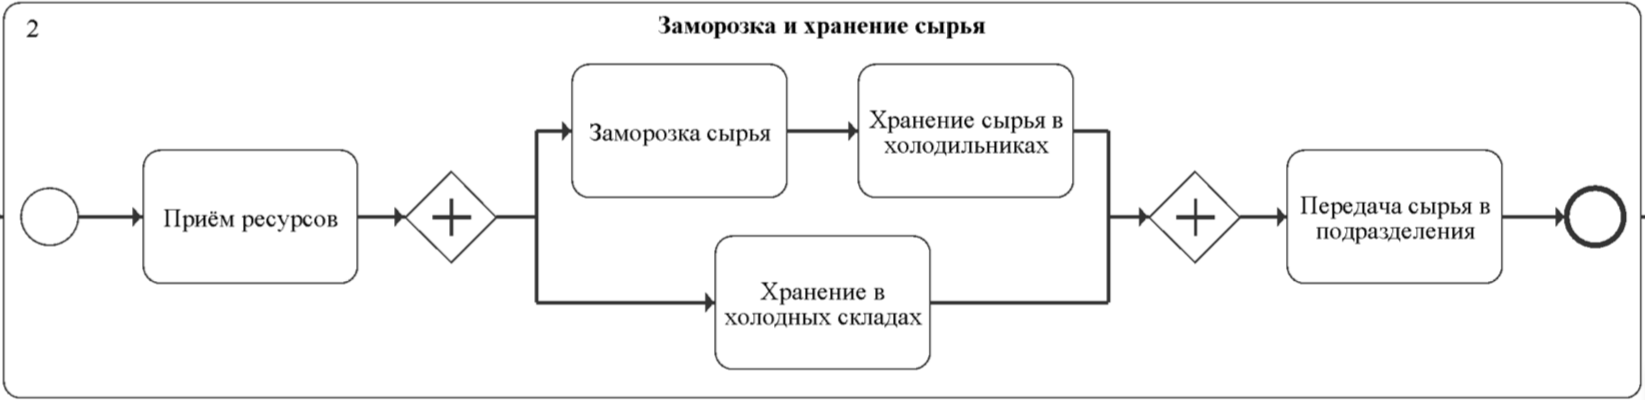 2
Заморозка и хранение сырья
Приём ресурсов
Заморозка сырья
Хранение сырья в
холодильниках
Хранение в
холодных складах
Передача сырья в
подразделения